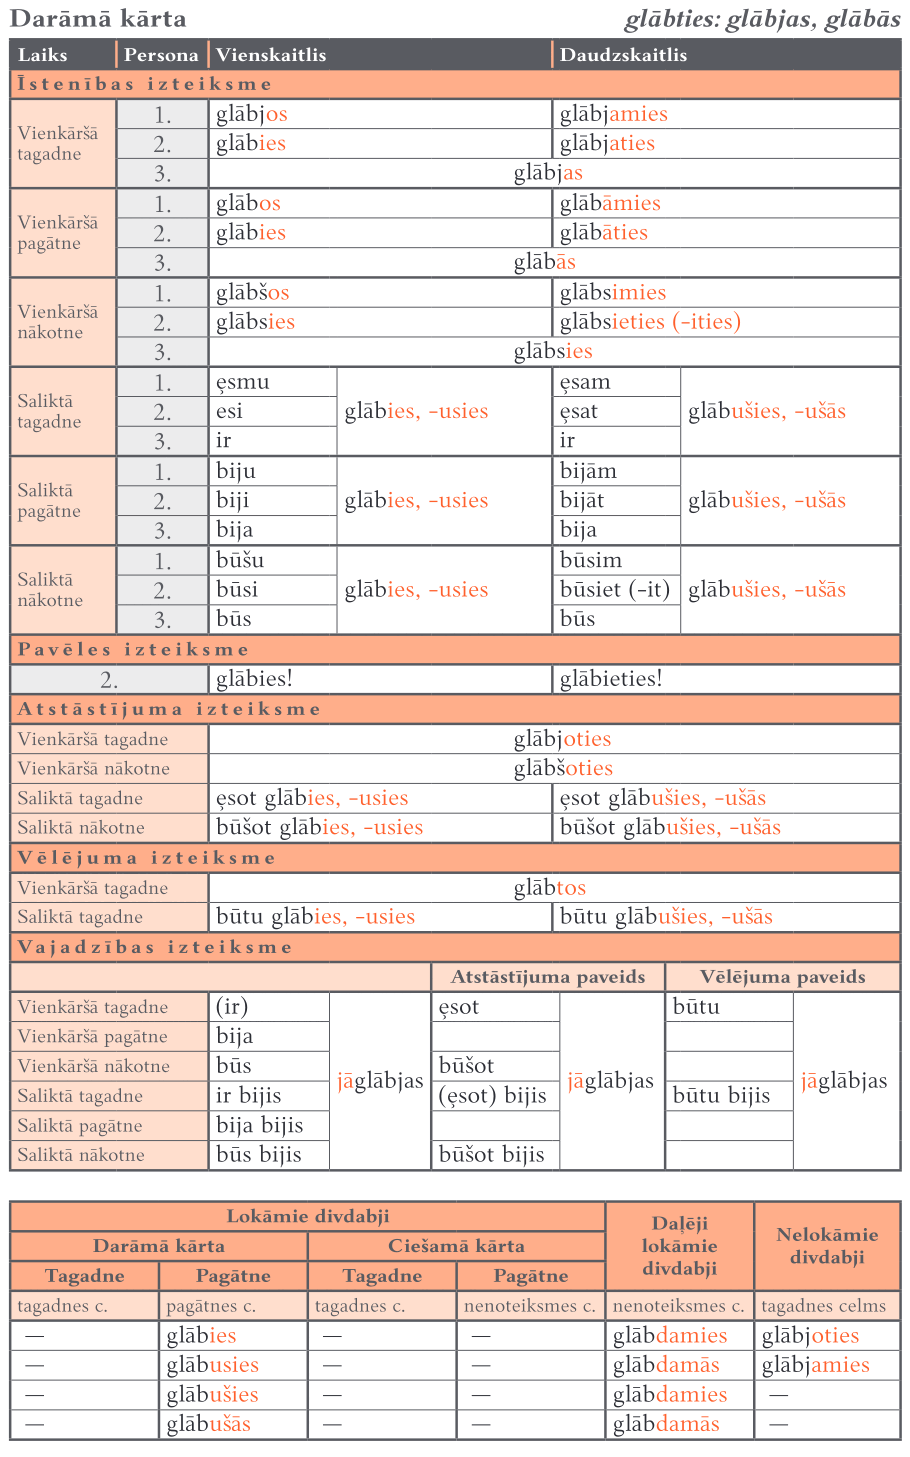 Darāmā kārta glābties: glābjas, glābās
Laiks Persona Vienskaitlis Daudzskaitlis
Īstenības izteiksme
Vienkāršā tagadne 1. glābjos glābjamies
2. glābies glābjaties
3. glābjas
Vienkāršā pagātne 1. glābos glābāmies
2. glābies glābāties
3. glābās
Vienkāršā nākotne 1. glābšos glābsimies
2. glābsies glābsieties (-ities)
3. glābsies
Saliktā tagadne 1. ȩsmu ȩsam
2. esi glābies, -usies ȩsat glābušies, -ušās
3. ir ir
Saliktā pagātne 1. biju bijām
2. biji glābies, -usies bijāt glābušies, -ušās
3. bija bija
Saliktā nākotne 1. būšu būsim
2. būsi glābies, -usies būsiet (-it) glābušies, -ušās
3. būs būs
Pavēles izteiksme
2. glābies! glābieties!
Atstāstījuma izteiksme
Vienkāršā tagadne glābjoties
Vienkāršā nākotne glābšoties
Saliktā tagadne ȩsot glābies, -usies ȩsot glābušies, -ušās
Saliktā nākotne būšot glābies, -usies būšot glābušies, -ušās
Vēlējuma izteiksme
Vienkāršā tagadne glābtos
Saliktā tagadne būtu glābies, -usies būtu glābušies, -ušās
Vajadzības izteiksme
Atstāstījuma paveids Vēlējuma paveids
Vienkāršā tagadne (ir) ȩsot būtu
Vienkāršā pagātne bija
Vienkāršā nākotne būs jāglābjas būšot jāglābjas jāglābjas
Saliktā tagadne ir bijis (ȩsot) bijis būtu bijis
Saliktā pagātne bija bijis
Saliktā nākotne būs bijis būšot bijis
Lokāmie divdabji Daļēji lokāmie divdabji Nelokāmie divdabji
Darāmā kārta Ciešamā kārta
Tagadne Pagātne Tagadne Pagātne
tagadnes c. pagātnes c. tagadnes c. nenoteiksmes c. nenoteiksmes c. tagadnes celms
— glābies — — glābdamies glābjoties
— glābusies — — glābdamās glābjamies
— glābušies — — glābdamies —
— glābušās — — glābdamās —